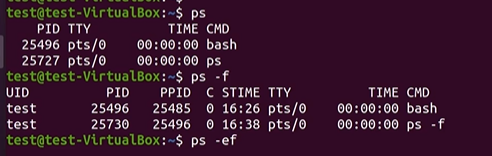 test@test-VirtualBox:~$ ps
    PID TTY          TIME CMD
  25496 pts/0    00:00:00 bash
  25727 pts/0    00:00:00 ps
test@test-VirtualBox:~$ ps -f
UID          PID    PPID  C STIME TTY          TIME CMD
test       25496   25485  0 16:26 pts/0    00:00:00 bash
test       25730   25496  0 16:38 pts/0    00:00:00 ps -f
test@test-VirtualBox:~$ ps -ef